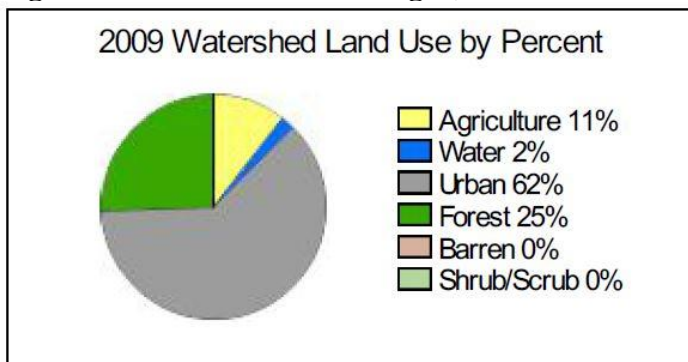 2009 Watershed Land Use by Percent
Agriculture 11%
Water 2%
Urban 62%
Forest 25%
Barren 0%
Shrub/Scrub 0%